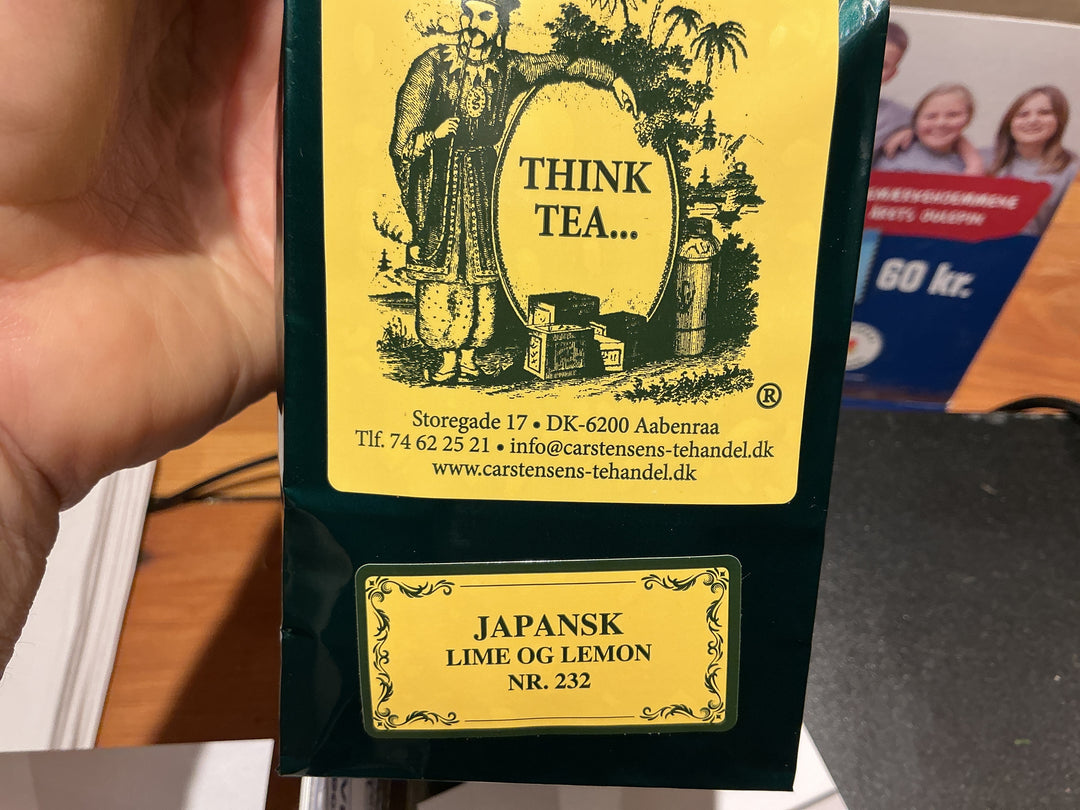 THINK
TEA...
®
Storegade 17 • DK-6200 Aabenraa
Tlf. 74 62 25 21 • info@carstensens-tehandel.dk
www.carstensens-tehandel.dk
JAPANSK
LIME OG LEMON
NR. 232
60 kr.